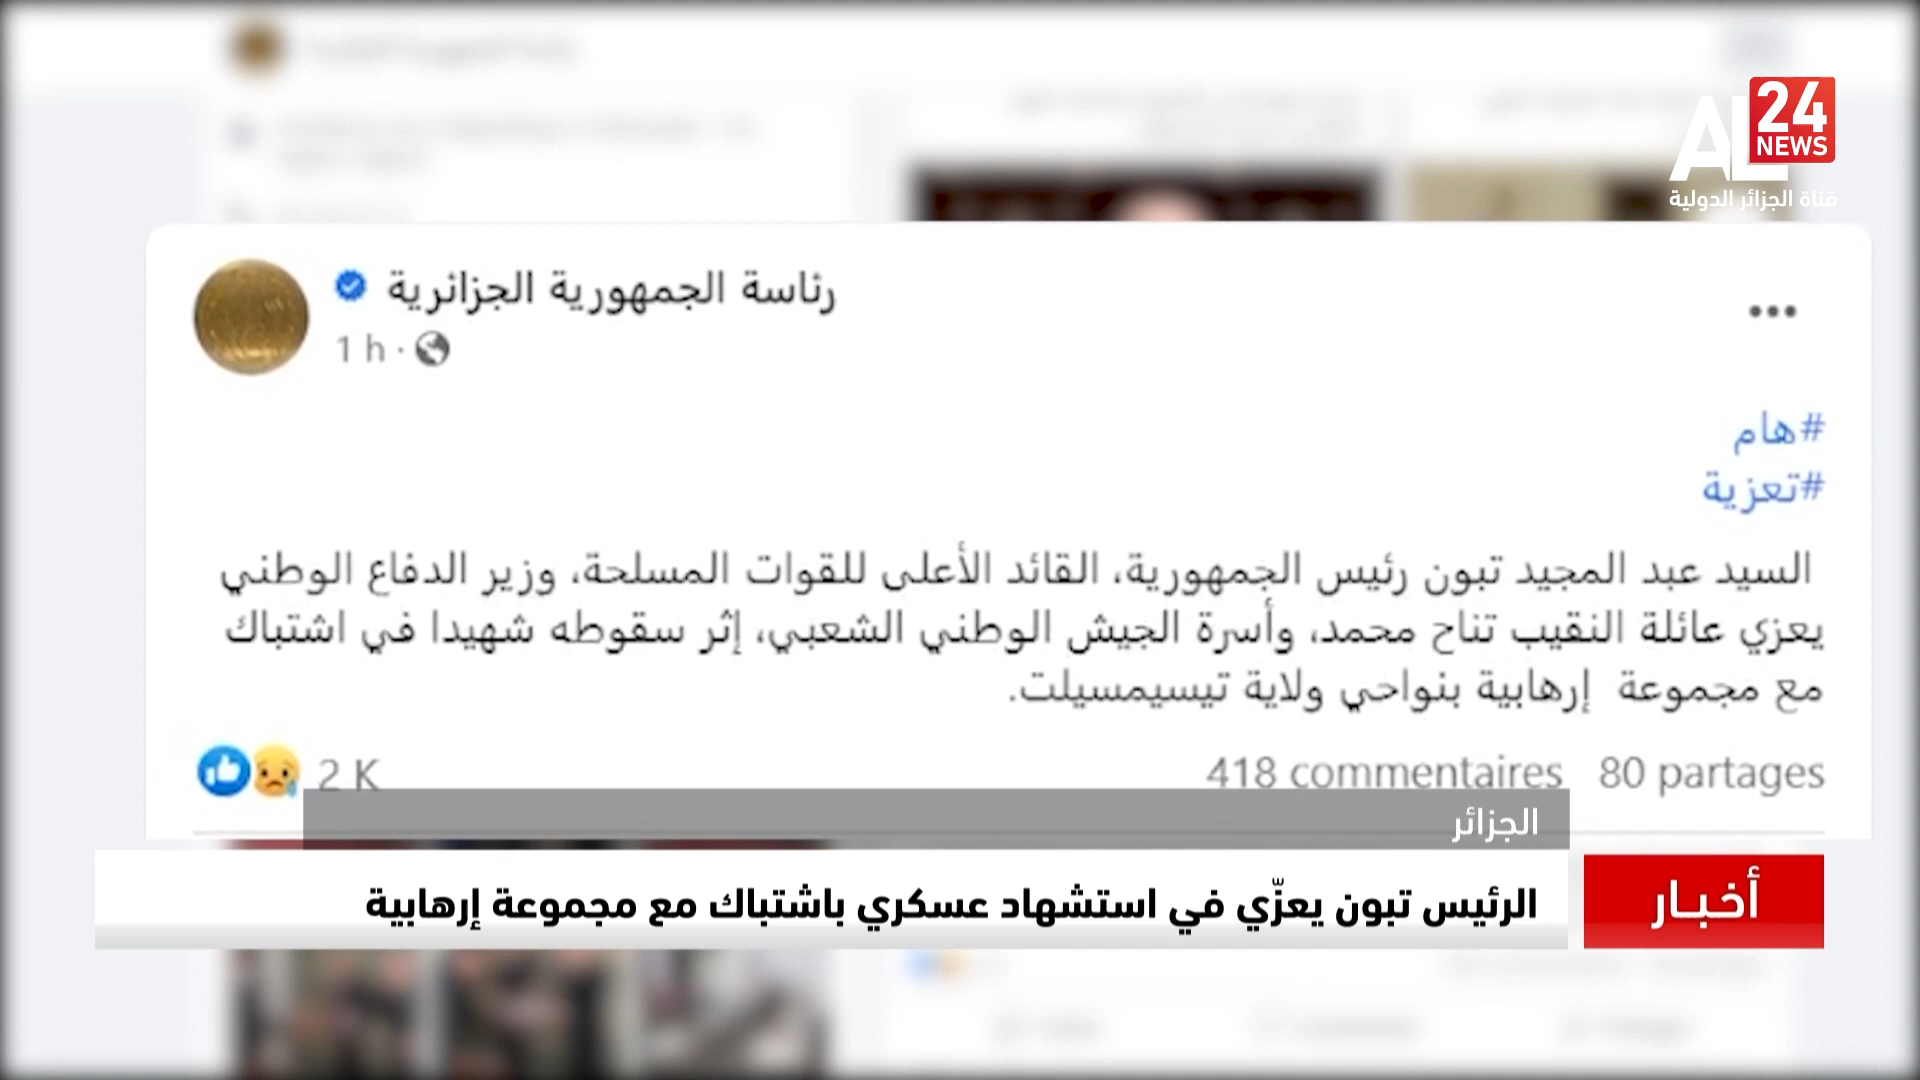 AL
24
NEWS
قناة الجزائر الدولية
رئاسة الجمهورية الجزائرية
1 h ·
#هام
#تعزية
السيد عبد المجيد تبون رئيس الجمهورية، القائد الأعلى للقوات المسلحة، وزير الدفاع الوطني
يعزي عائلة النقيب تناح محمد، وأسرة الجيش الوطني الشعبي، إثر سقوطه شهيدا في اشتباك
مع مجموعة إرهابية بنواحي ولاية تيسيمسيلت.
2 K
418 commentaires 80 partages
الجزائر
أخبار
الرئيس تبون يعزّي في استشهاد عسكري باشتباك مع مجموعة إرهابية